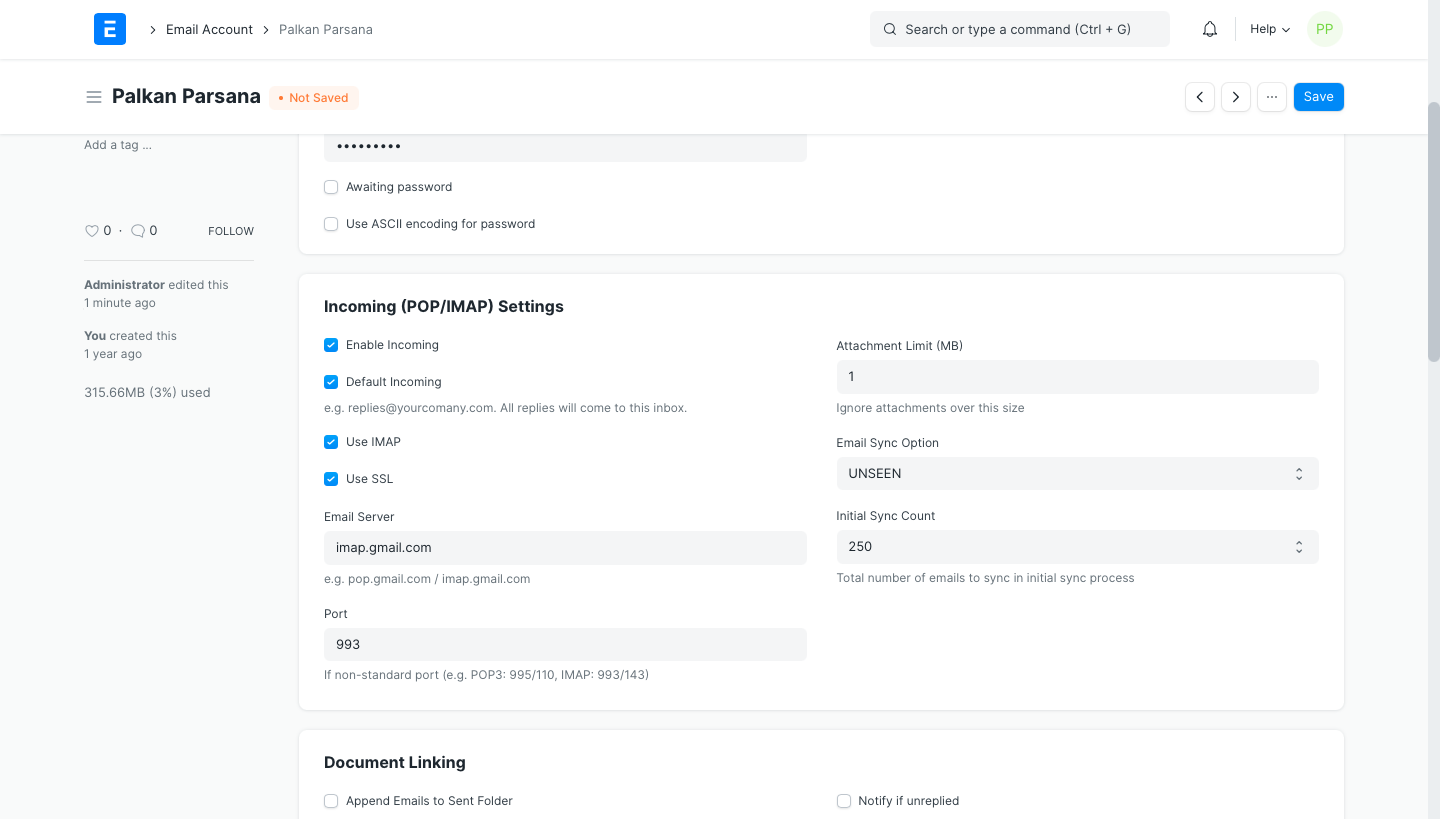 E
Email Account
Palkan Parsana
Search or type a command (Ctrl + G)
Help
PP
Palkan Parsana
• Not Saved
...
Save
Add a tag ...
•••••••••
Awaiting password
Use ASCII encoding for password
0 · 0
FOLLOW
Administrator edited this
1 minute ago
You created this
1 year ago
315.66MB (3%) used
Incoming (POP/IMAP) Settings
Enable Incoming
Default Incoming
e.g. replies@yourcomany.com. All replies will come to this inbox.
Use IMAP
Use SSL
Email Server
imap.gmail.com
e.g. pop.gmail.com / imap.gmail.com
Port
993
If non-standard port (e.g. POP3: 995/110, IMAP: 993/143)
Attachment Limit (MB)
1
Ignore attachments over this size
Email Sync Option
UNSEEN
Initial Sync Count
250
Total number of emails to sync in initial sync process
Document Linking
Append Emails to Sent Folder
Notify if unreplied